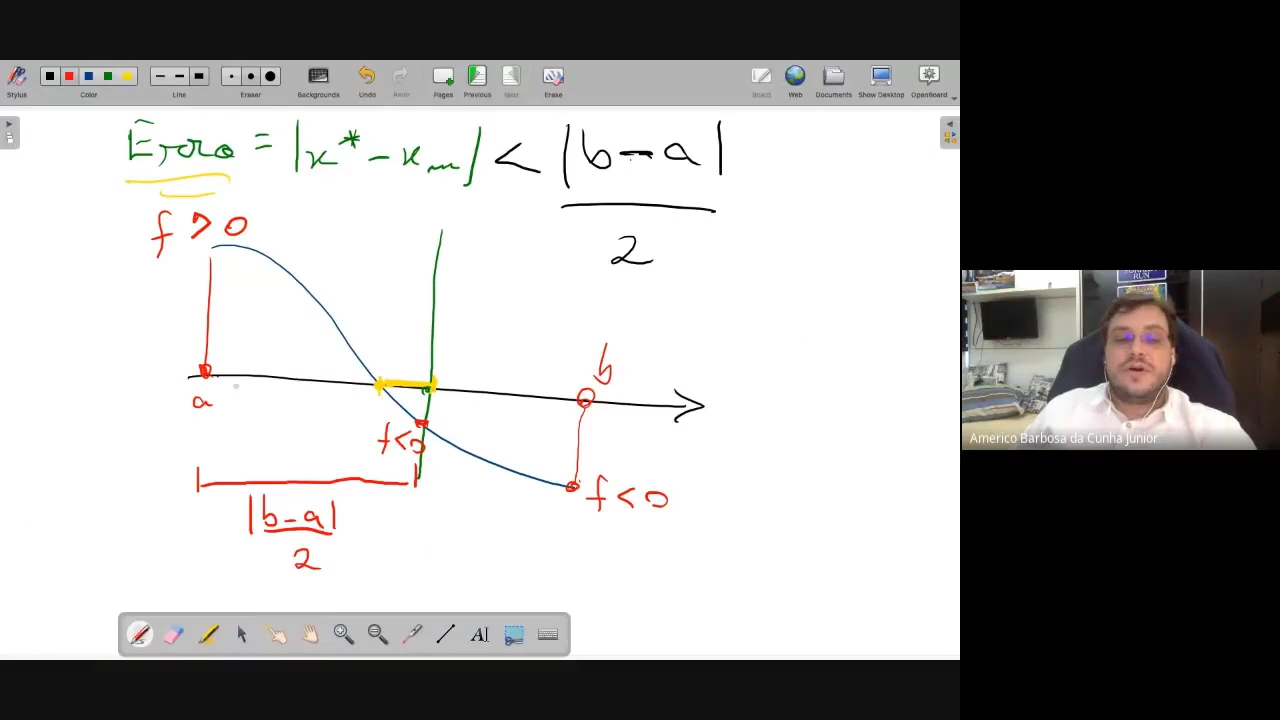 Stylus Color Line Eraser Backgrounds Undo Redo Pages Previous Next Erase Board Web Documents Show Desktop OpenBoard
Erro = |x* - xm| < |b-a|
2
f > 0
b
a
f<0
f < 0
|b-a|
2
RUN
Americo Barbosa da Cunha Junior